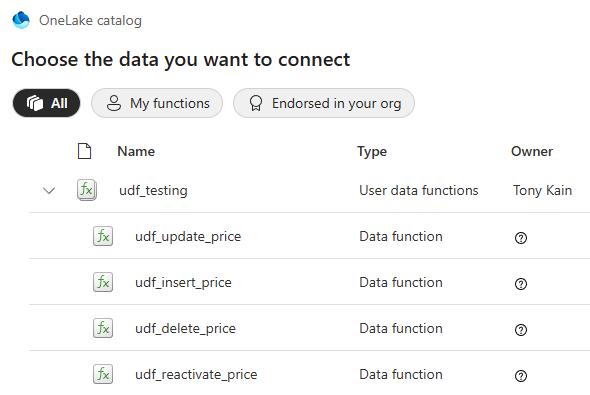 OneLake catalog
Choose the data you want to connect
All My functions Endorsed in your org
Name Type Owner
udf_testing User data functions Tony Kain
udf_update_price Data function
udf_insert_price Data function
udf_delete_price Data function
udf_reactivate_price Data function